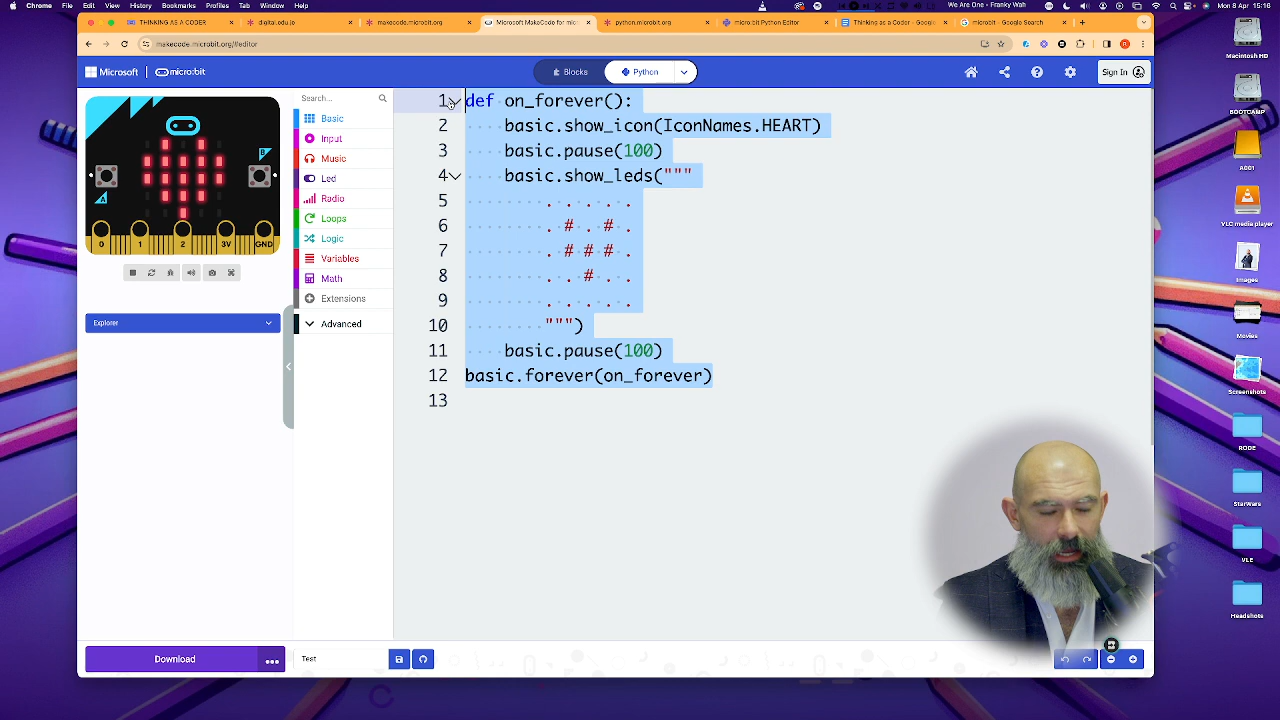 Chrome File Edit View History Bookmarks Profiles Tab Window Help
We Are One - Franky Wah
Mon 8 Apr 15:16
THINKING AS A CODER
digital.edu.io
makecode.microbit.org
Microsoft MakeCode for micr
python.microbit.org
micro:bit Python Editor
Thinking as a Coder - Google
microbit - Google Search
makecode.microbit.org/#editor
Microsoft
micro:bit
Blocks
Python
Sign In
Search...
Basic
Input
Music
Led
Radio
Loops
Logic
Variables
Math
Extensions
Advanced
A
B
0 1 2 3V GND
Explorer
1 def on_forever():
2 basic.show_icon(IconNames.HEART)
3 basic.pause(100)
4 basic.show_leds("""
5 . . . . .
6 . # . # .
7 . # # # .
8 . . # . .
9 . . . . .
10 """)
11 basic.pause(100)
12 basic.forever(on_forever)
13
Download
Test
Macintosh HD
BOOTCAMP
VLC media player
Images
Movies
Screenshots
RODE
StarWare
VLE
Headshots